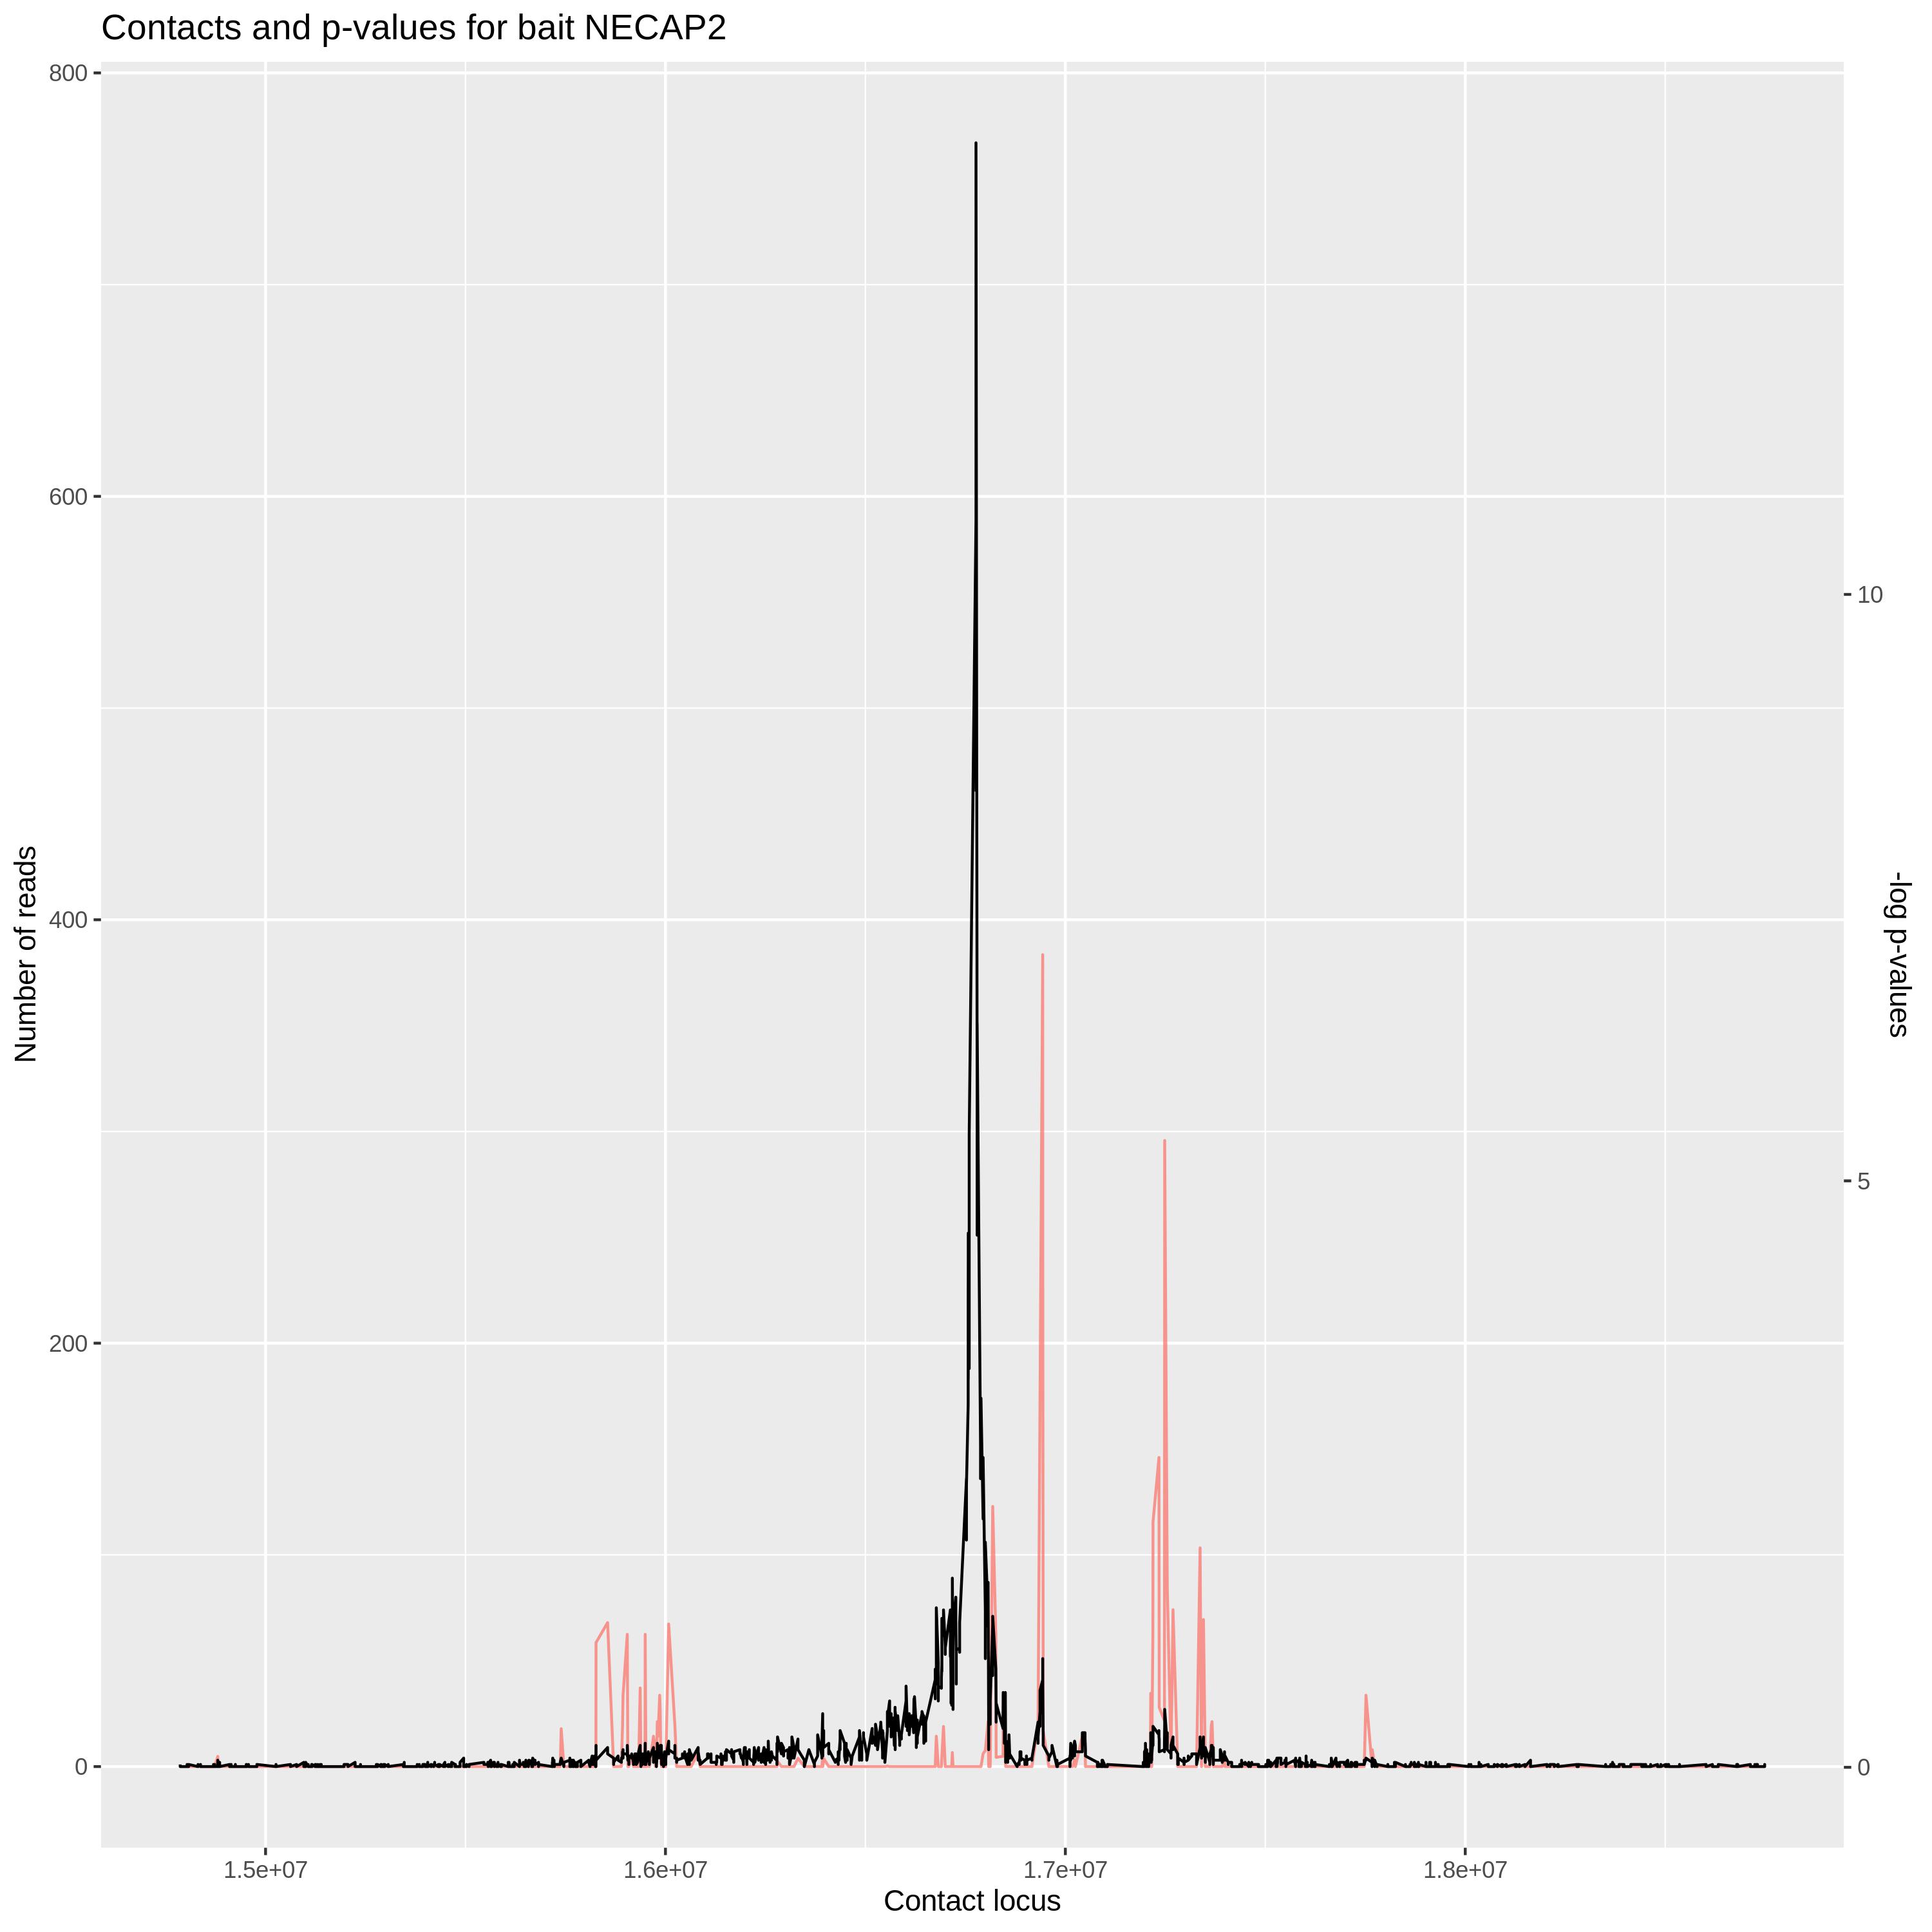 Contacts and p-values for bait NECAP2
800
600
400
200
0
Number of reads
10
5
0
-log p-values
1.5e+07
1.6e+07
1.7e+07
1.8e+07
Contact locus